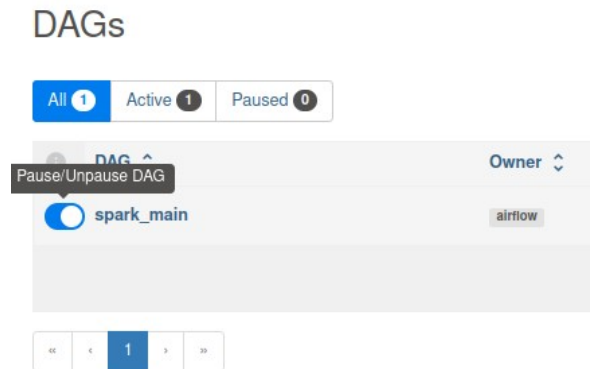 DAGs
All 1 Active 1 Paused 0
DAG Owner
Pause/Unpause DAG
spark_main airflow
« ‹ 1 › »